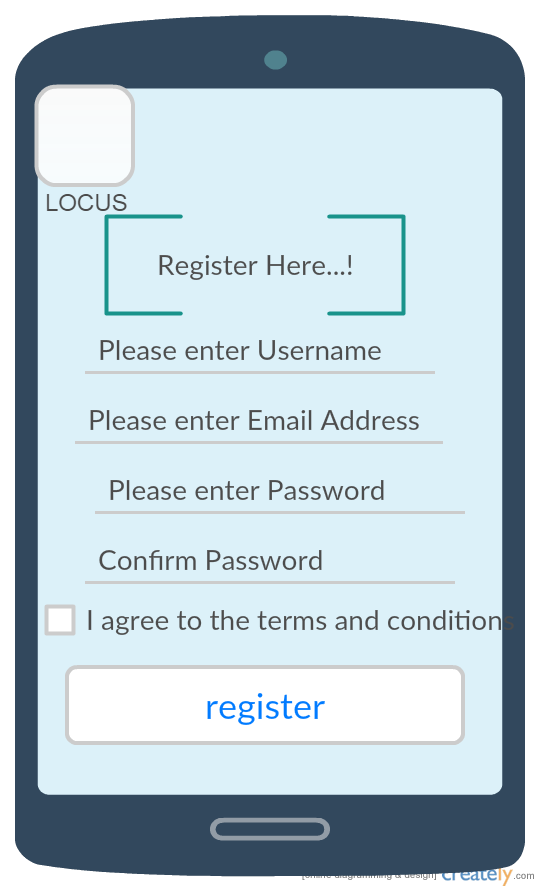 LOCUS
Register Here...!
Please enter Username
Please enter Email Address
Please enter Password
Confirm Password
I agree to the terms and conditions
register
[online diagramming & design] creately.com